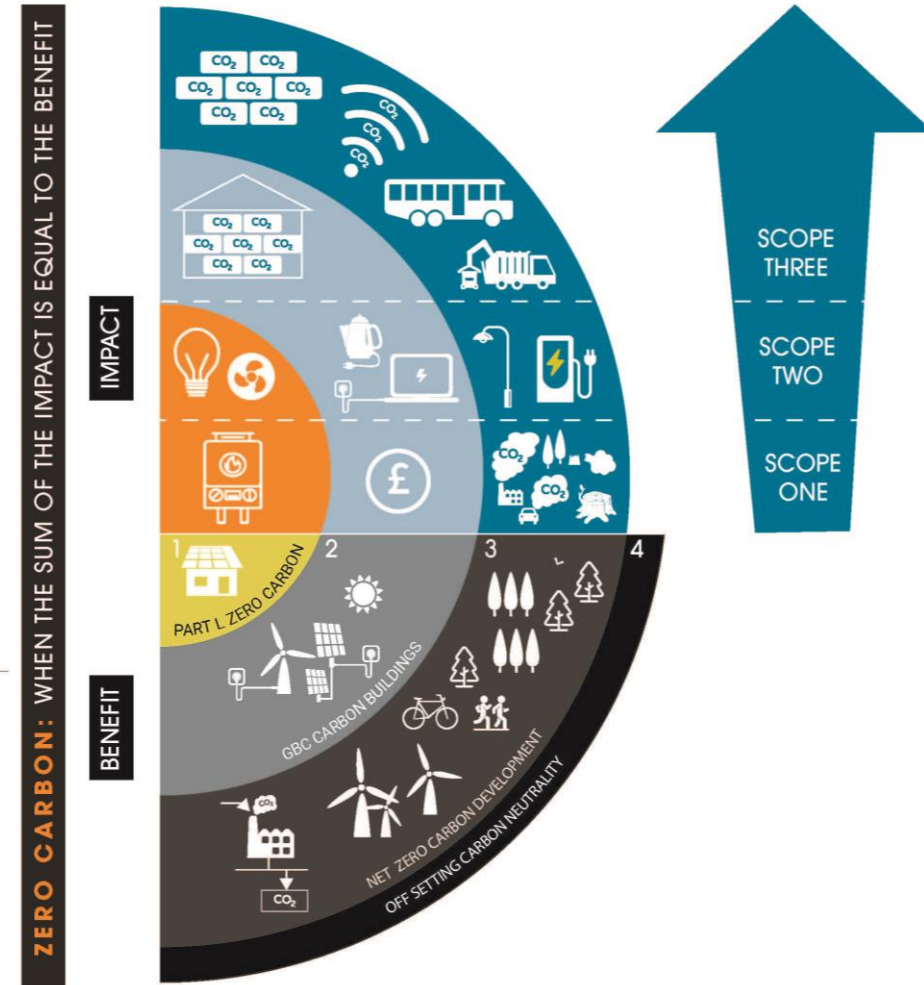 ZERO CARBON: WHEN THE SUM OF THE IMPACT IS EQUAL TO THE BENEFIT
IMPACT
BENEFIT
CO₂ CO₂
CO₂ CO₂ CO₂
CO₂ CO₂
CO₂
CO₂
CO₂
CO₂ CO₂
CO₂ CO₂ CO₂
CO₂ CO₂
£
CO₂
CO₂
SCOPE
THREE
SCOPE
TWO
SCOPE
ONE
1 2 3 4
PART L ZERO CARBON
GBC CARBON BUILDINGS
NET ZERO CARBON DEVELOPMENT
OFF SETTING CARBON NEUTRALITY
CO₂
CO₂